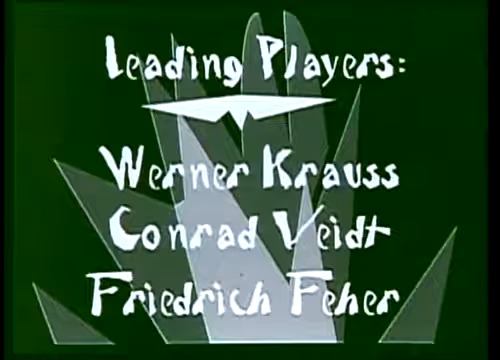 Leading Players:
Werner Krauss
Conrad Veidt
Friedrich Feher